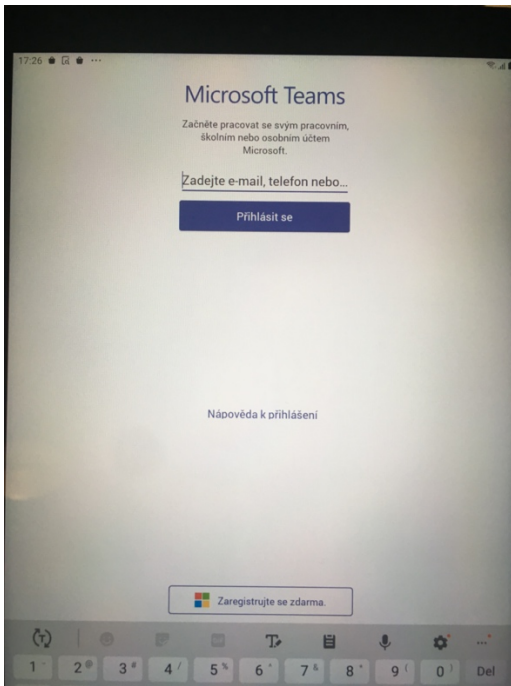 17:26
Microsoft Teams
Začněte pracovat se svým pracovním,
školním nebo osobním účtem
Microsoft.
Zadejte e-mail, telefon nebo...
Přihlásit se
Nápověda k přihlášení
Zaregistrujte se zdarma.
1 2 @ 3 # 4 / 5 % 6 ^ 7 & 8 * 9 ( 0 ) Del